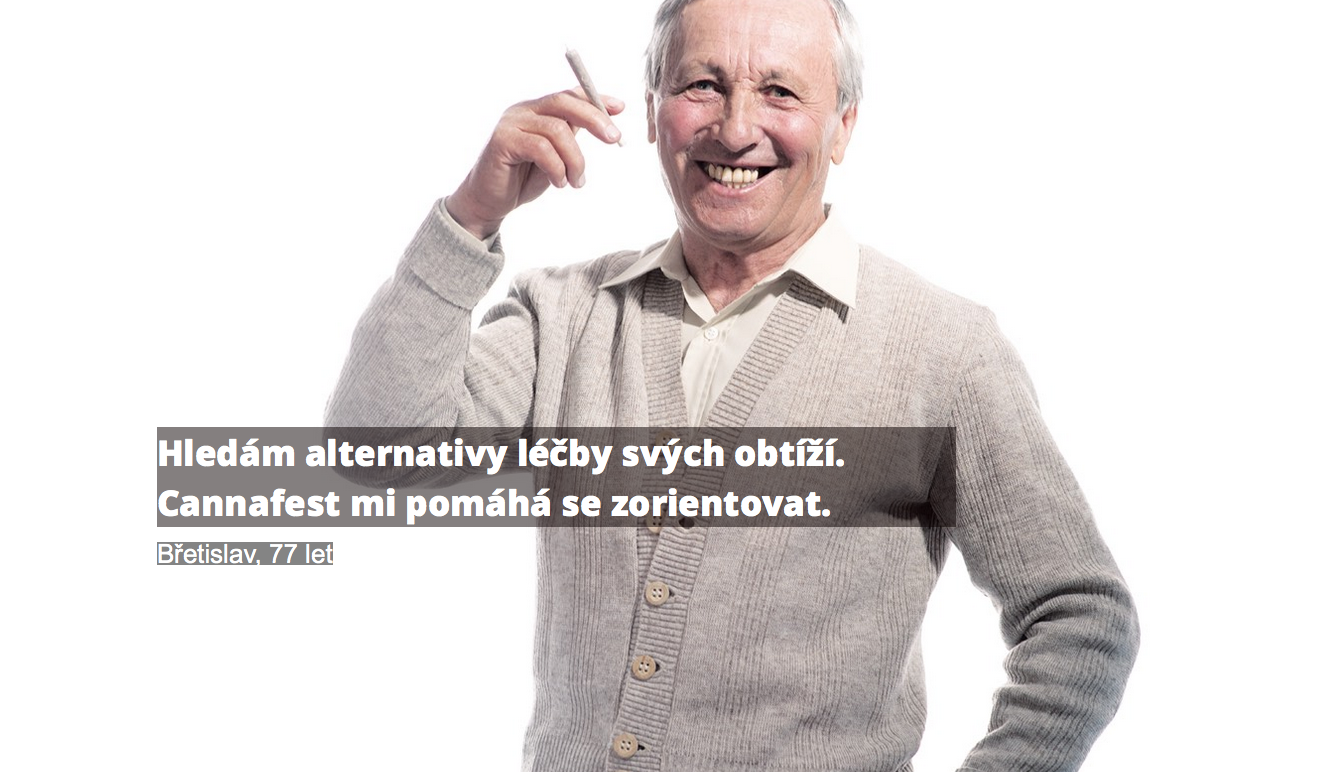 Hledám alternativy léčby svých obtíží.
Cannafest mi pomáhá se zorientovat.
Břetislav, 77 let